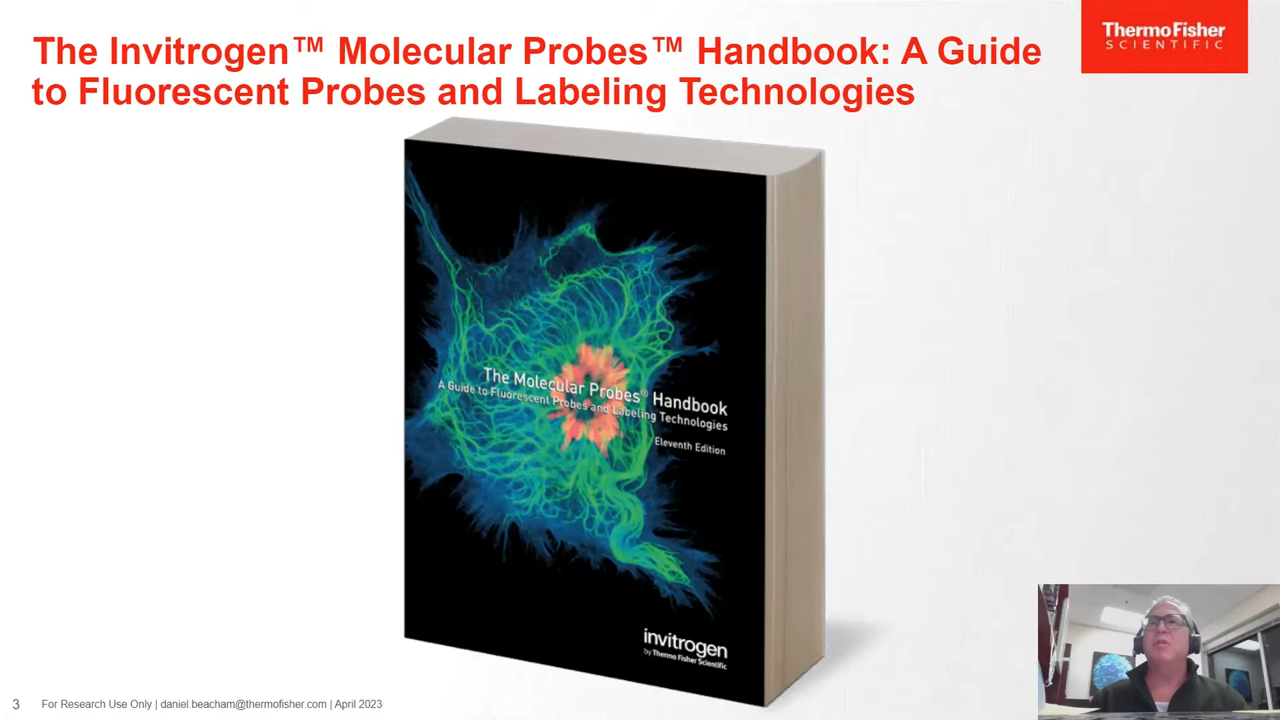 The Invitrogen™ Molecular Probes™ Handbook: A Guide
to Fluorescent Probes and Labeling Technologies
ThermoFisher
SCIENTIFIC
The Molecular Probes® Handbook
A Guide to Fluorescent Probes and Labeling Technologies
Eleventh Edition
invitrogen
by Thermo Fisher Scientific
3 For Research Use Only | daniel.beacham@thermofisher.com | April 2023